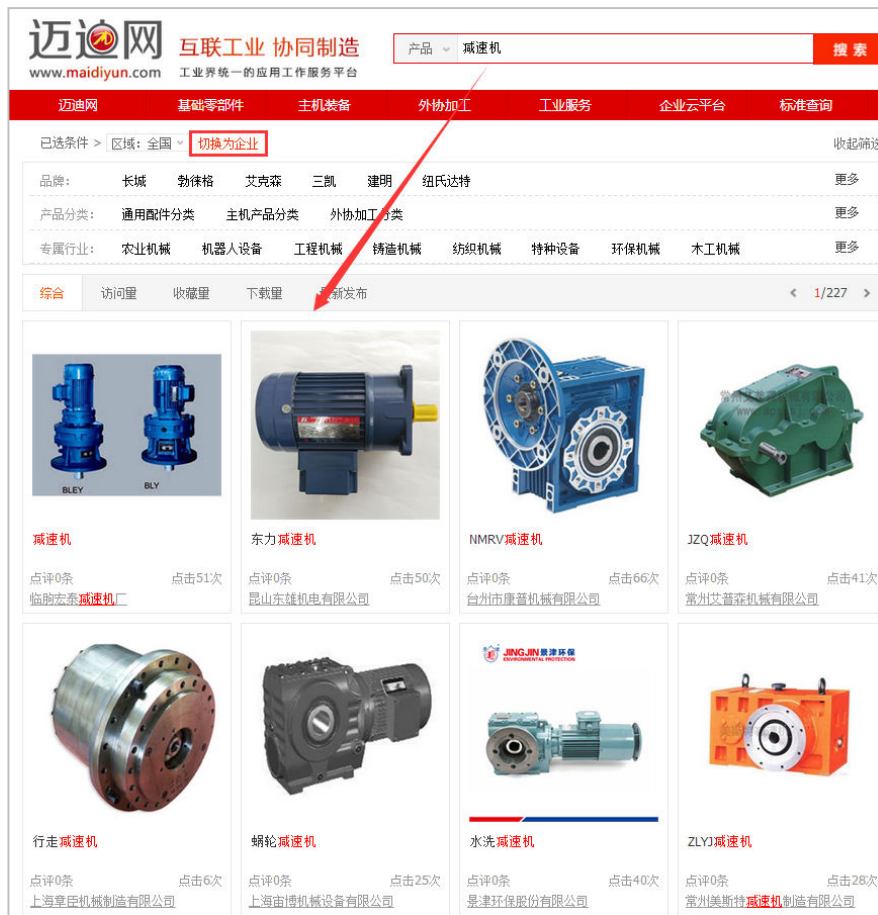 迈迪网
互联工业 协同制造
www.maidiyun.com
工业界统一的应用工作服务平台
产品 减速机 搜索
迈迪网 基础零部件 主机装备 外协加工 工业服务 企业云平台 标准查询
已选条件 > 区域：全国 切换为企业 收起筛选
品牌： 长城 勃徕格 艾克森 三凯 建明 纽氏达特 更多
产品分类： 通用配件分类 主机产品分类 外协加工分类 更多
专属行业： 农业机械 机器人设备 工程机械 铸造机械 纺织机械 特种设备 环保机械 木工机械 更多
综合 访问量 收藏量 下载量 最新发布 < 1/227 >
BLEY BLY
减速机 东力减速机 NMRV减速机 JZQ减速机
点评0条 点击51次 点评0条 点击50次 点评0条 点击66次 点评0条 点击41次
临朐宏泰减速机厂 昆山东雄机电有限公司 台州市康普机械有限公司 常州艾普森机械有限公司
JINGJIN景津环保
ENVIRONMENTAL PROTECTION
行走减速机 蜗轮减速机 水洗减速机 ZLYJ减速机
点评0条 点击6次 点评0条 点击25次 点评0条 点击40次 点评0条 点击28次
上海章臣机械制造有限公司 上海宙博机械设备有限公司 景津环保股份有限公司 常州美斯特减速机制造有限公司